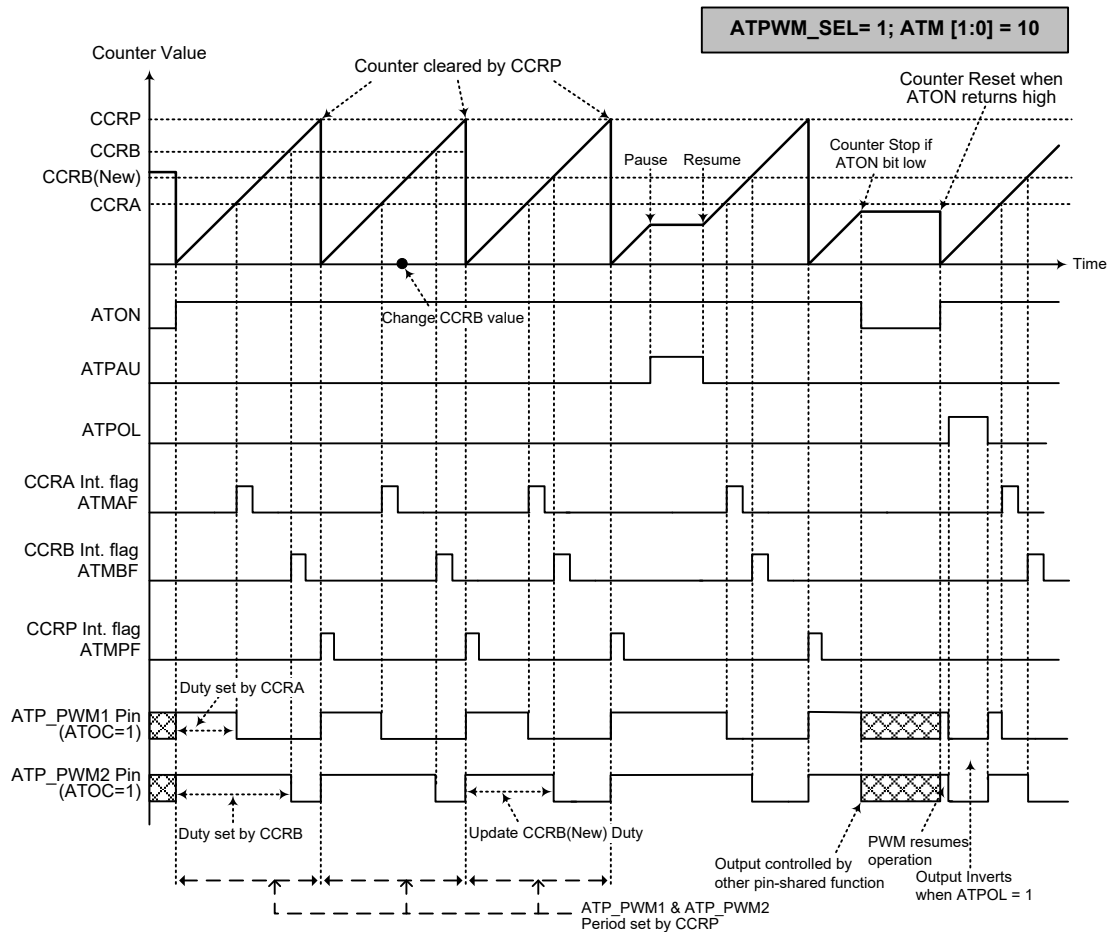 ATPWM_SEL= 1; ATM [1:0] = 10
Counter Value
Counter cleared by CCRP
Counter Reset when
ATON returns high
CCRP
CCRB
CCRB(New)
CCRA
Pause
Resume
Counter Stop if
ATON bit low
Time
ATON
Change CCRB value
ATPAU
ATPOL
CCRA Int. flag
ATMAF
CCRB Int. flag
ATMBF
CCRP Int. flag
ATMPF
Duty set by CCRA
ATP_PWM1 Pin
(ATOC=1)
ATP_PWM2 Pin
(ATOC=1)
Duty set by CCRB
Update CCRB(New) Duty
Output controlled by
other pin-shared function
PWM resumes
operation
Output Inverts
when ATPOL = 1
ATP_PWM1 & ATP_PWM2
Period set by CCRP